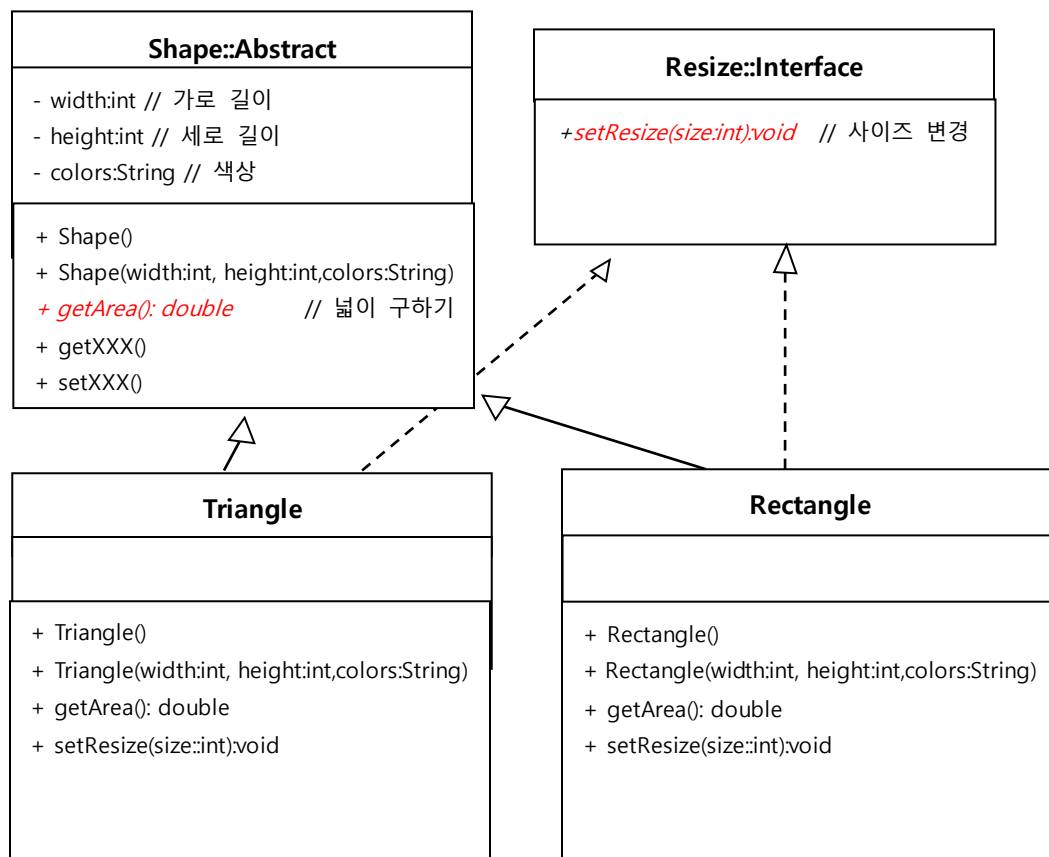 Shape::Abstract
- width:int // 가로 길이
- height:int // 세로 길이
- colors:String // 색상
+ Shape()
+ Shape(width:int, height:int,colors:String)
+ getArea(): double // 넓이 구하기
+ getXXX()
+ setXXX()
Resize::Interface
+setResize(size:int):void // 사이즈 변경
Triangle
+ Triangle()
+ Triangle(width:int, height:int,colors:String)
+ getArea(): double
+ setResize(size::int):void
Rectangle
+ Rectangle()
+ Rectangle(width:int, height:int,colors:String)
+ getArea(): double
+ setResize(size::int):void